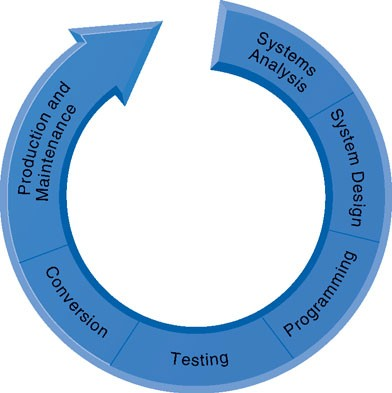 Systems
Analysis
System Design
Programming
Testing
Conversion
Production and
Maintenance